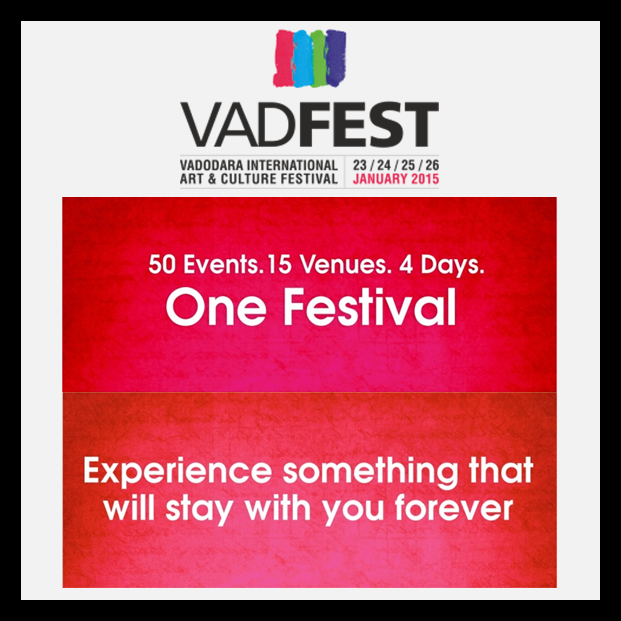 VADFEST
VADODARA INTERNATIONAL
ART & CULTURE FESTIVAL
23 / 24 / 25 / 26
JANUARY 2015
50 Events.15 Venues. 4 Days.
One Festival
Experience something that
will stay with you forever